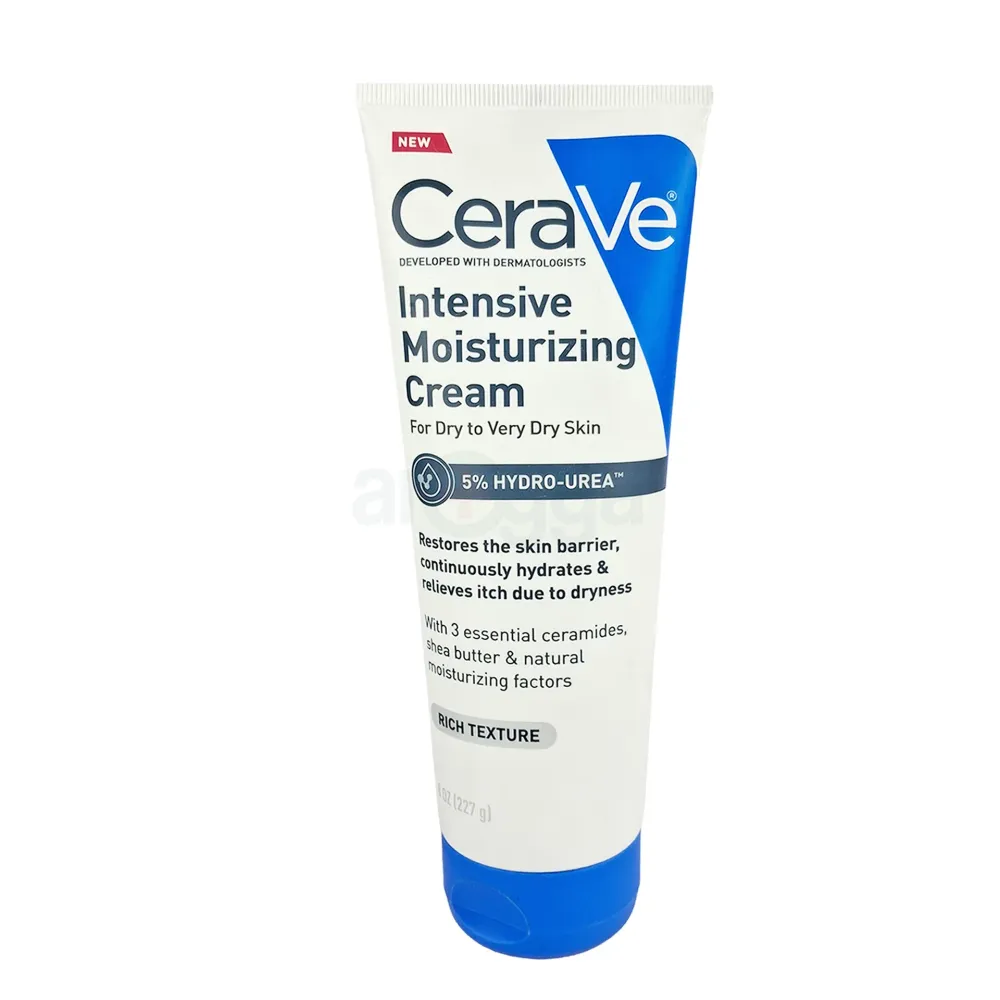 NEW
CeraVe®
DEVELOPED WITH DERMATOLOGISTS
Intensive
Moisturizing
Cream
For Dry to Very Dry Skin
5% HYDRO-UREA™
arogga
Restores the skin barrier,
continuously hydrates &
relieves itch due to dryness
With 3 essential ceramides,
shea butter & natural
moisturizing factors
RICH TEXTURE
OZ (227 g)